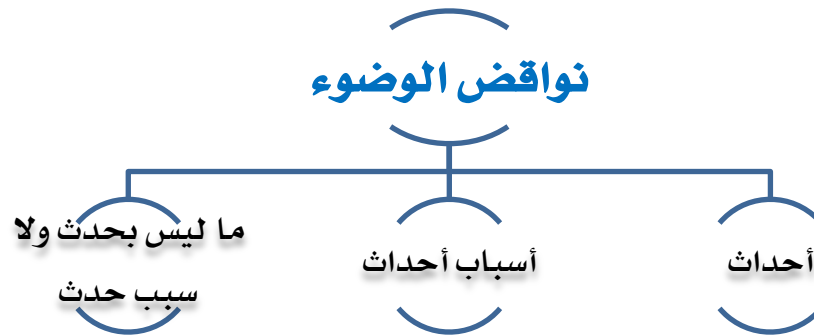 نواقض الوضوء
أحداث
أسباب أحداث
ما ليس بحدث ولا
سبب حدث